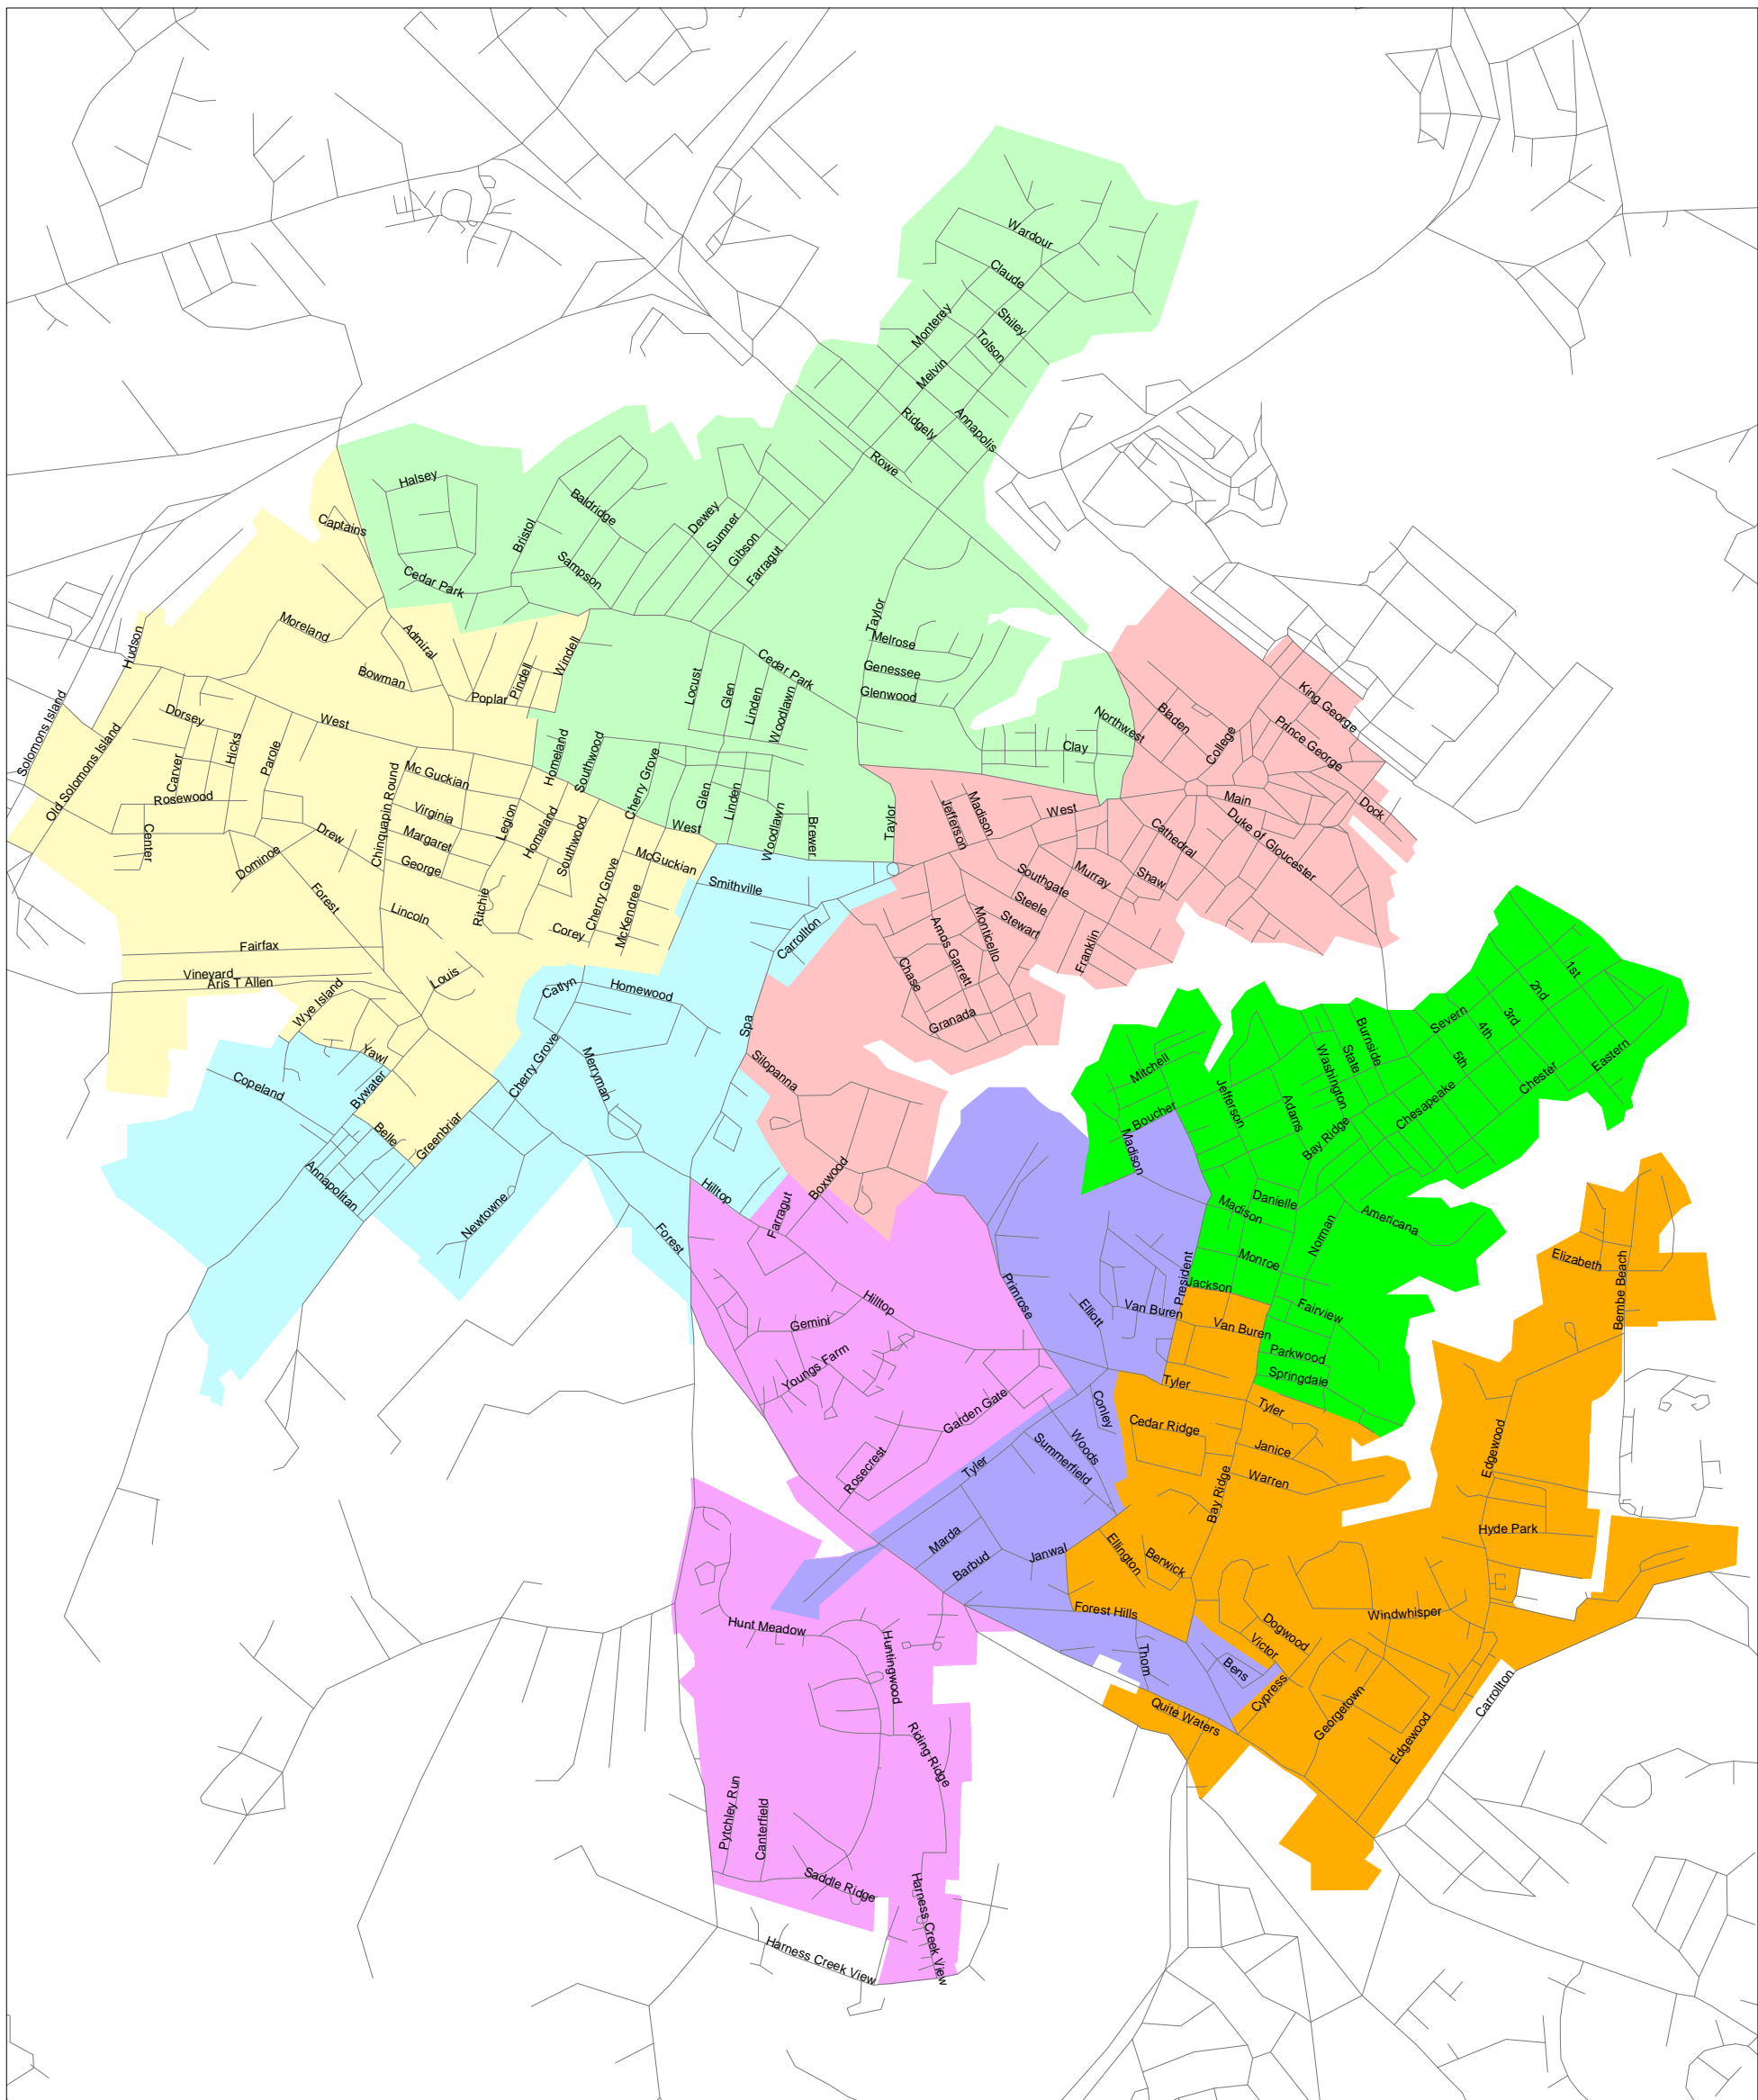 Wardour
Claude
Monterey
Shiley
Tolson
Melvin
Ridgely
Annapolis
Rowe
Halsey
Baldridge
Bristol
Dewey
Sumner
Gibson
Farragut
Sampson
Captains
Cedar Park
Taylor
Melrose
Genessee
Glenwood
Moreland
Admiral
Hudson
Bowman
Poplar
Pindell
Windell
Locust
Glen
Linden
Woodlawn
Cedar Park
Solomons Island
Old Solomons Island
Dorsey
Hicks
Carver
Parole
West
Rosewood
Center
Dominoe
Drew
Chinquapin Round
Mc Guckian
Virginia
Margaret
George
Legion
Homeland
Southwood
Homeland
Southwood
Cherry Grove
Glen
Linden
Woodlawn
Brewer
Taylor
West
McGuckian
Cherry Grove
McKendree
Corey
Ritchie
Lincoln
Forest
Fairfax
Vineyard
Aris T Allen
Louis
Wye Island
Yawl
Bywater
Belle
Greenbriar
Copeland
Annapolitan
Newtowne
Smithville
Carrollton
Catlyn
Homewood
Cherry Grove
Merryman
Spa
Silopanna
Hilltop
Forest
Northwest
Clay
Bladen
College
King George
Prince George
Dock
Main
Duke of Gloucester
Cathedral
West
Jefferson
Madison
Southgate
Murray
Shaw
Steele
Stewart
Franklin
Monticello
Amos Garrett
Chase
Granada
Boxwood
Farragut
1st
2nd
3rd
4th
5th
Severn
Burnside
State
Washington
Chesapeake
Chester
Eastern
Mitchell
Boucher
Jefferson
Adams
Bay Ridge
Madison
Danielle
Madison
Monroe
Norman
Americana
President
Jackson
Fairview
Van Buren
Van Buren
Parkwood
Springdale
Primrose
Elliott
Hilltop
Gemini
Youngs Farm
Garden Gate
Rosecrest
Tyler
Conley
Woods
Summerfield
Tyler
Tyler
Cedar Ridge
Janice
Warren
Bay Ridge
Elizabeth
Bembe Beach
Edgewood
Hyde Park
Marda
Barbud
Janwal
Ellington
Berwick
Forest Hills
Thom
Bens
Victor
Dogwood
Cypress
Quite Waters
Windwhisper
Georgetown
Edgewood
Carrollton
Hunt Meadow
Huntingwood
Riding Ridge
Pytchley Run
Canterfield
Saddle Ridge
Harness Creek View
Harness Creek View